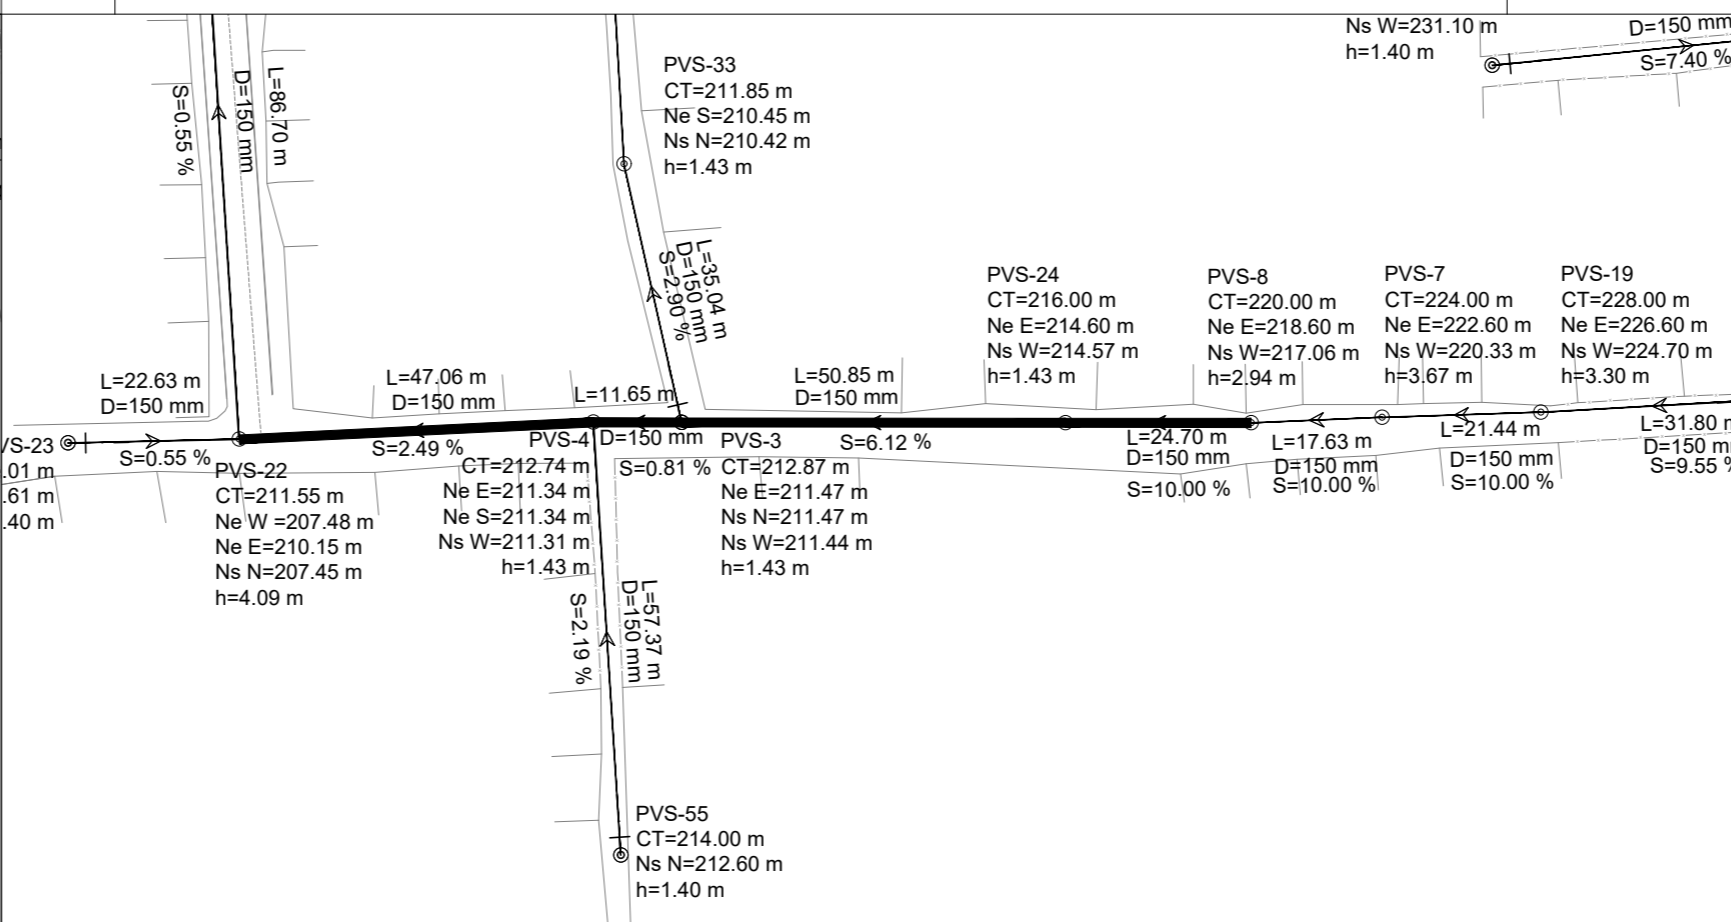 Ns W=231.10 m
h=1.40 m
D=150 mm
S=7.40 %
PVS-33
CT=211.85 m
Ne S=210.45 m
Ns N=210.42 m
h=1.43 m
S=0.55 %
D=150 mm
L=86.70 m
L=35.04 m
D=150 mm
S=2.90 %
PVS-24
CT=216.00 m
Ne E=214.60 m
Ns W=214.57 m
h=1.43 m
PVS-8
CT=220.00 m
Ne E=218.60 m
Ns W=217.06 m
h=2.94 m
PVS-7
CT=224.00 m
Ne E=222.60 m
Ns W=220.33 m
h=3.67 m
PVS-19
CT=228.00 m
Ne E=226.60 m
Ns W=224.70 m
h=3.30 m
L=22.63 m
D=150 mm
S=0.55 %
L=47.06 m
D=150 mm
S=2.49 %
L=11.65 m
D=150 mm
S=0.81 %
L=50.85 m
D=150 mm
S=6.12 %
L=24.70 m
D=150 mm
S=10.00 %
L=17.63 m
D=150 mm
S=10.00 %
L=21.44 m
D=150 mm
S=10.00 %
L=31.80 m
D=150 mm
S=9.55 %
VS-23
.01 m
.61 m
.40 m
PVS-22
CT=211.55 m
Ne W =207.48 m
Ne E=210.15 m
Ns N=207.45 m
h=4.09 m
PVS-4
CT=212.74 m
Ne E=211.34 m
Ne S=211.34 m
Ns W=211.31 m
h=1.43 m
PVS-3
CT=212.87 m
Ne E=211.47 m
Ns N=211.47 m
Ns W=211.44 m
h=1.43 m
L=57.37 m
D=150 mm
S=2.19 %
PVS-55
CT=214.00 m
Ns N=212.60 m
h=1.40 m